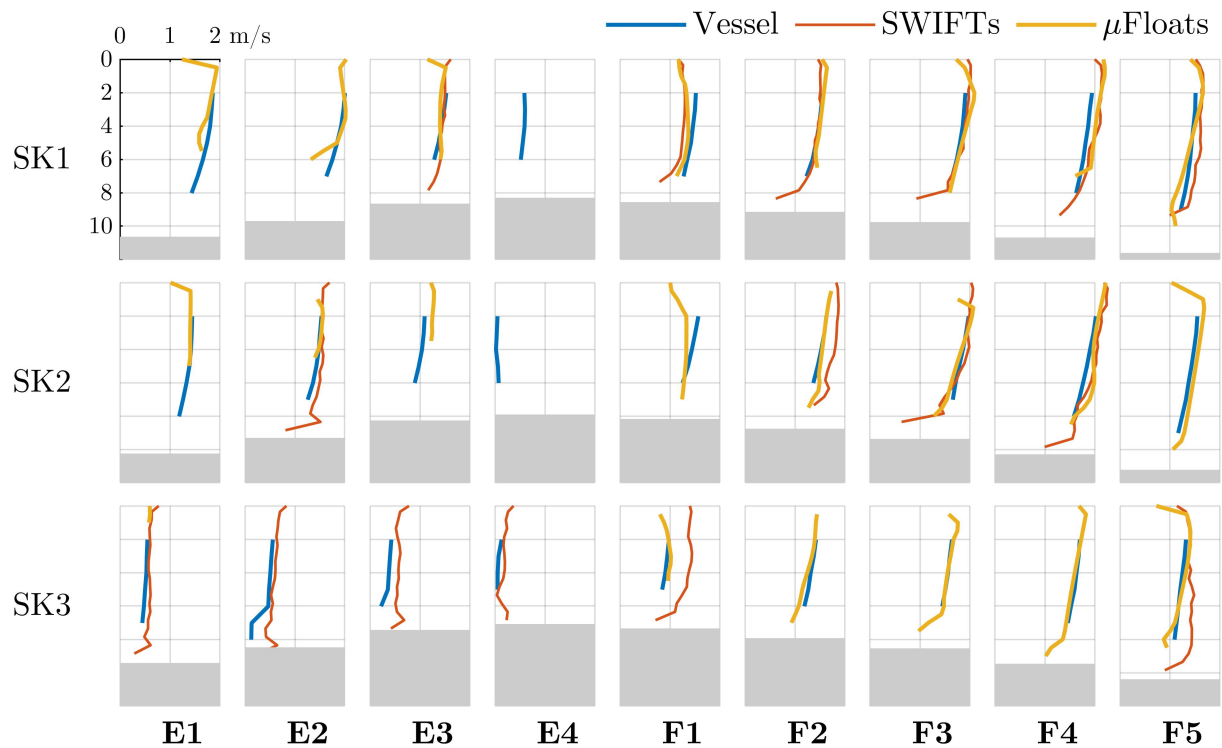 Vessel SWIFTs μFloats
0 1 2 m/s
0
2
4
SK1
6
8
10
SK2
SK3
E1 E2 E3 E4 F1 F2 F3 F4 F5